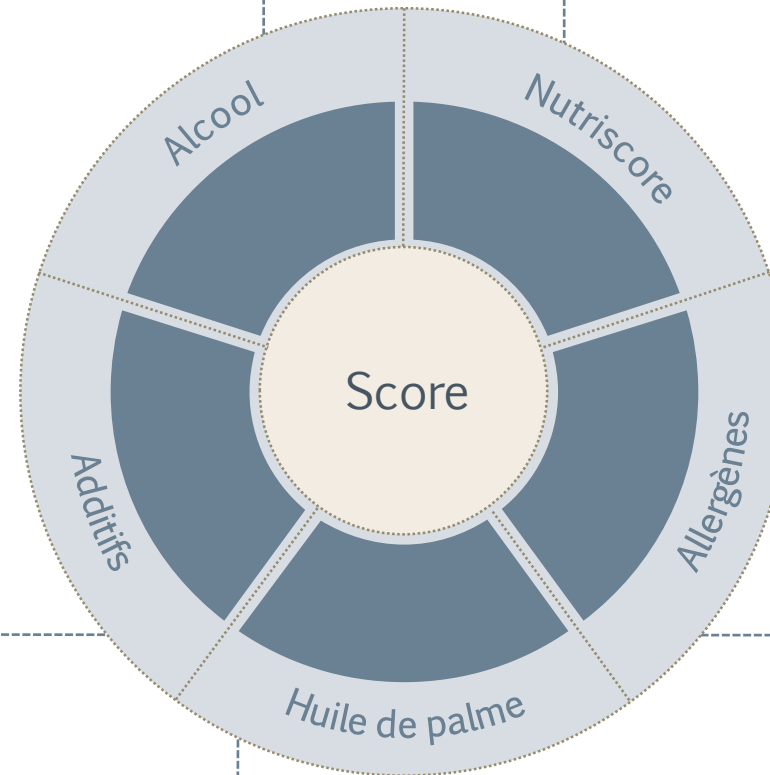 Alcool
Nutriscore
Score
Additifs
Allergènes
Huile de palme